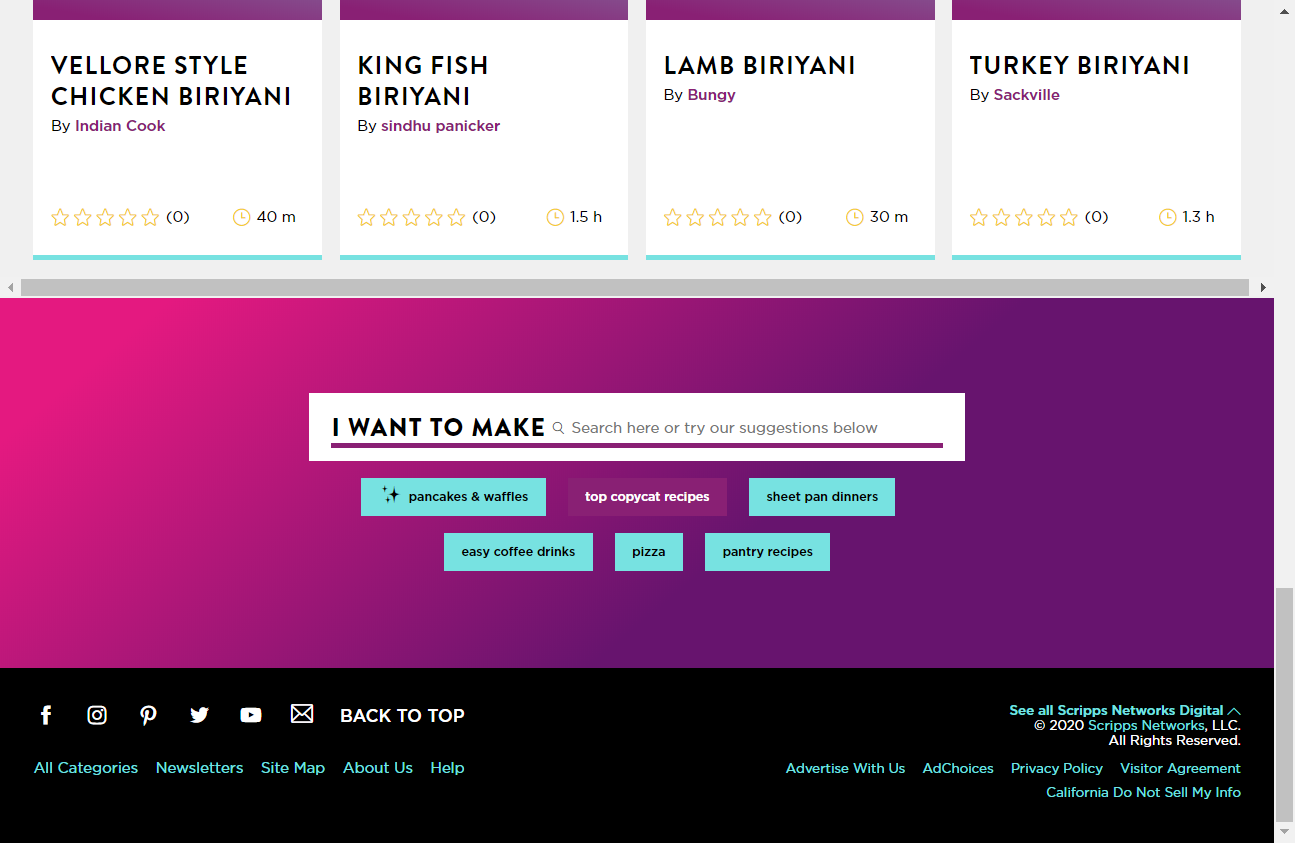 VELLORE STYLE
CHICKEN BIRIYANI
By Indian Cook
(0) 40 m
KING FISH
BIRIYANI
By sindhu panicker
(0) 1.5 h
LAMB BIRIYANI
By Bungy
(0) 30 m
TURKEY BIRIYANI
By Sackville
(0) 1.3 h
I WANT TO MAKE Search here or try our suggestions below
pancakes & waffles top copycat recipes sheet pan dinners
easy coffee drinks pizza pantry recipes
BACK TO TOP
All Categories Newsletters Site Map About Us Help
See all Scripps Networks Digital
© 2020 Scripps Networks, LLC.
All Rights Reserved.
Advertise With Us AdChoices Privacy Policy Visitor Agreement
California Do Not Sell My Info